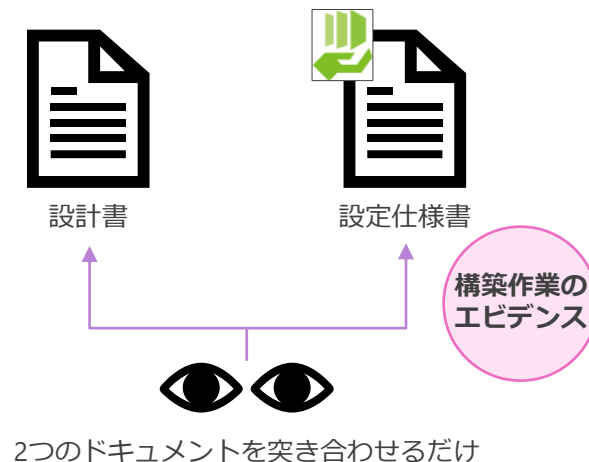 設計書
設定仕様書
構築作業の
エビデンス
2つのドキュメントを突き合わせるだけ